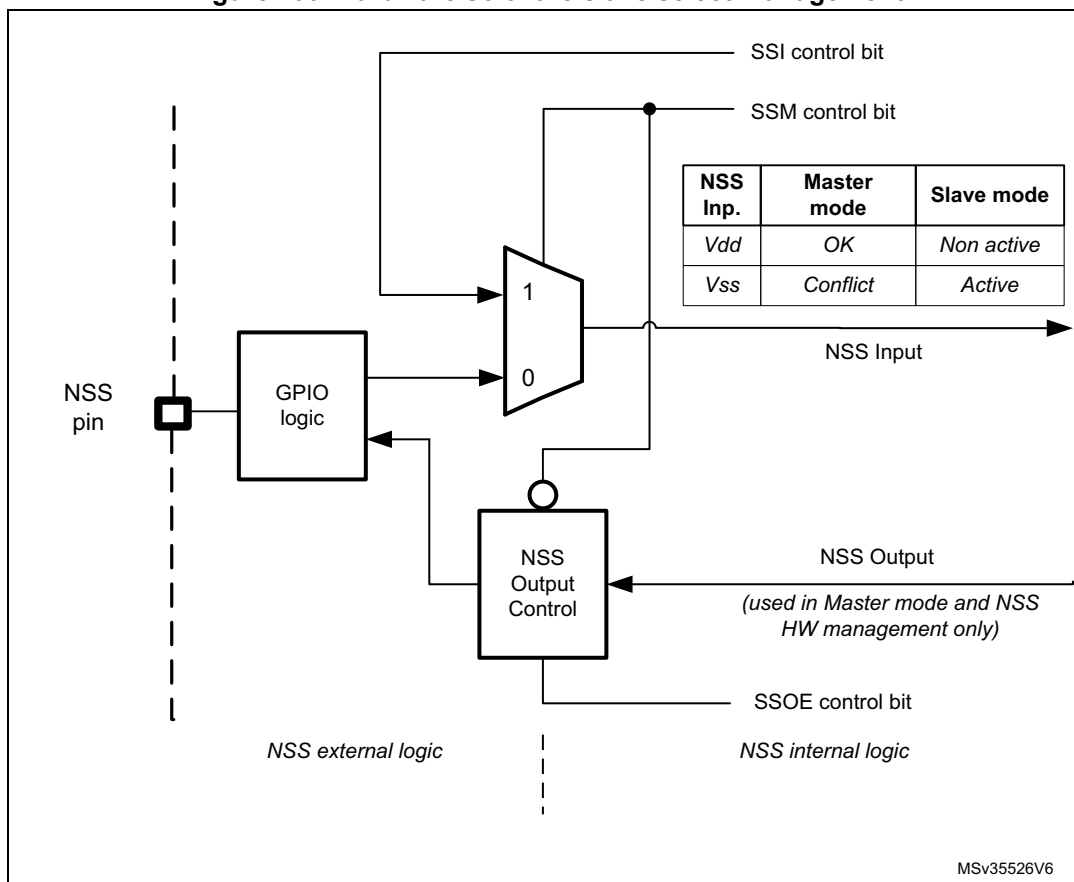 SSI control bit
SSM control bit
NSS Inp. Master mode Slave mode
Vdd OK Non active
Vss Conflict Active
1
NSS Input
0
NSS
pin
GPIO
logic
NSS
Output
Control
NSS Output
(used in Master mode and NSS
HW management only)
SSOE control bit
NSS external logic
NSS internal logic
MSv35526V6